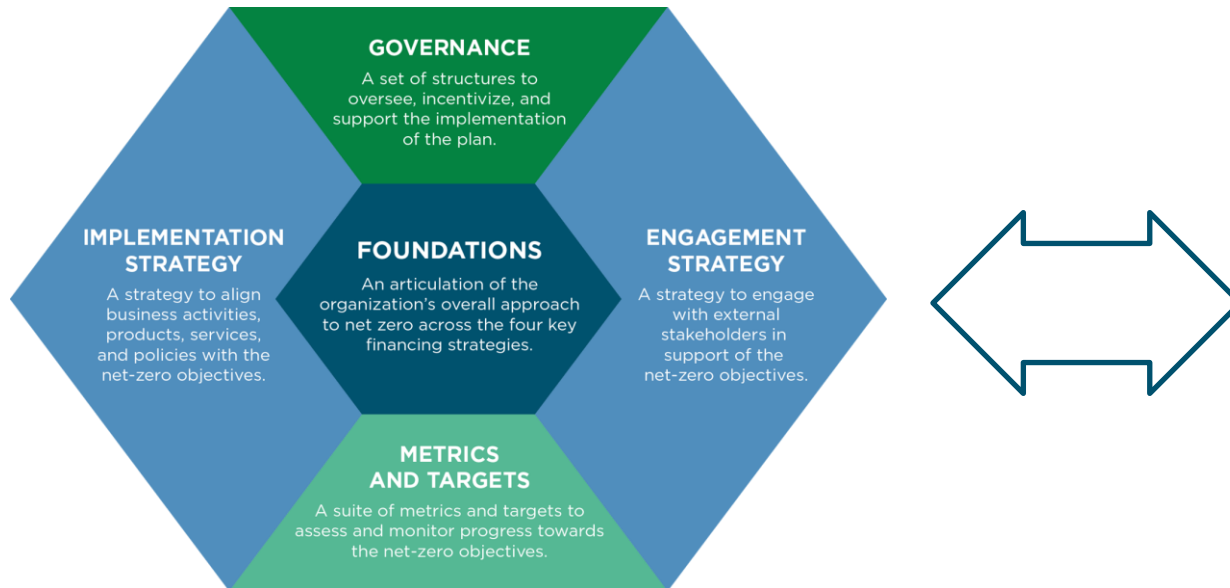 GOVERNANCE
A set of structures to
oversee, incentivize, and
support the implementation
of the plan.
IMPLEMENTATION
STRATEGY
A strategy to align
business activities,
products, services,
and policies with the
net-zero objectives.
FOUNDATIONS
An articulation of the
organization’s overall approach
to net zero across the four key
financing strategies.
ENGAGEMENT
STRATEGY
A strategy to engage
with external
stakeholders in
support of the
net-zero objectives.
METRICS
AND TARGETS
A suite of metrics and targets to
assess and monitor progress towards
the net-zero objectives.